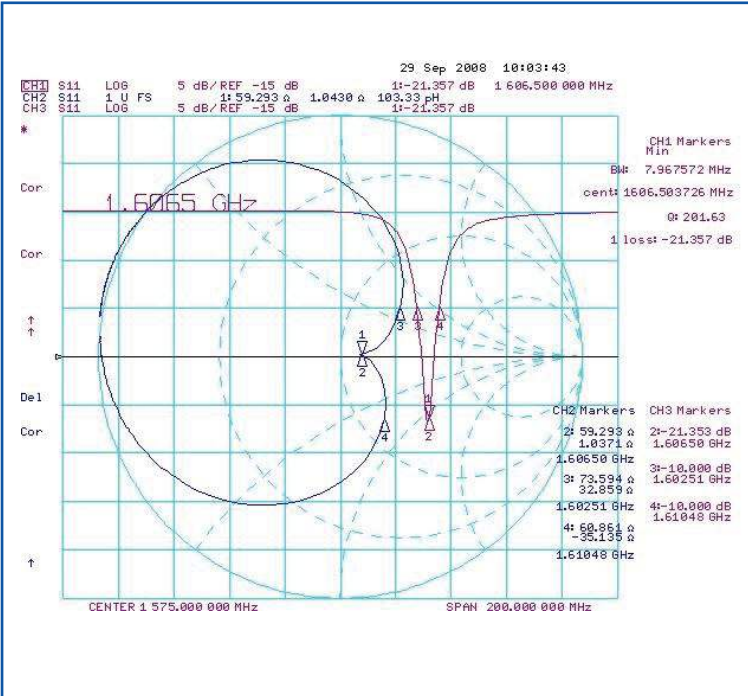 29 Sep 2008 10:03:43
CH1 S11 LOG 5 dB/REF -15 dB 1:-21.357 dB 1 606.500 000 MHz
CH2 S11 1 U FS 1:59.293 Ω 1.0430 Ω 103.33 pH
CH3 S11 LOG 5 dB/REF -15 dB 1:-21.357 dB
*
CH1 Markers
Min
BW: 7.967572 MHz
cent:1606.503726 MHz
Q:201.63
1 loss:-21.357 dB
Cor
1.6065 GHz
Cor
↑
↑
3 3 4
1
2
Del
Cor
1
2
4
CH2 Markers
2:59.293 Ω
1.0371 Ω
1.60650 GHz
3:73.594 Ω
32.859 Ω
1.60251 GHz
4:60.861 Ω
-35.135 Ω
1.61048 GHz
CH3 Markers
2:-21.353 dB
1.60650 GHz
3:-10.000 dB
1.60251 GHz
4:-10.000 dB
1.61048 GHz
↑
CENTER 1 575.000 000 MHz SPAN 200.000 000 MHz